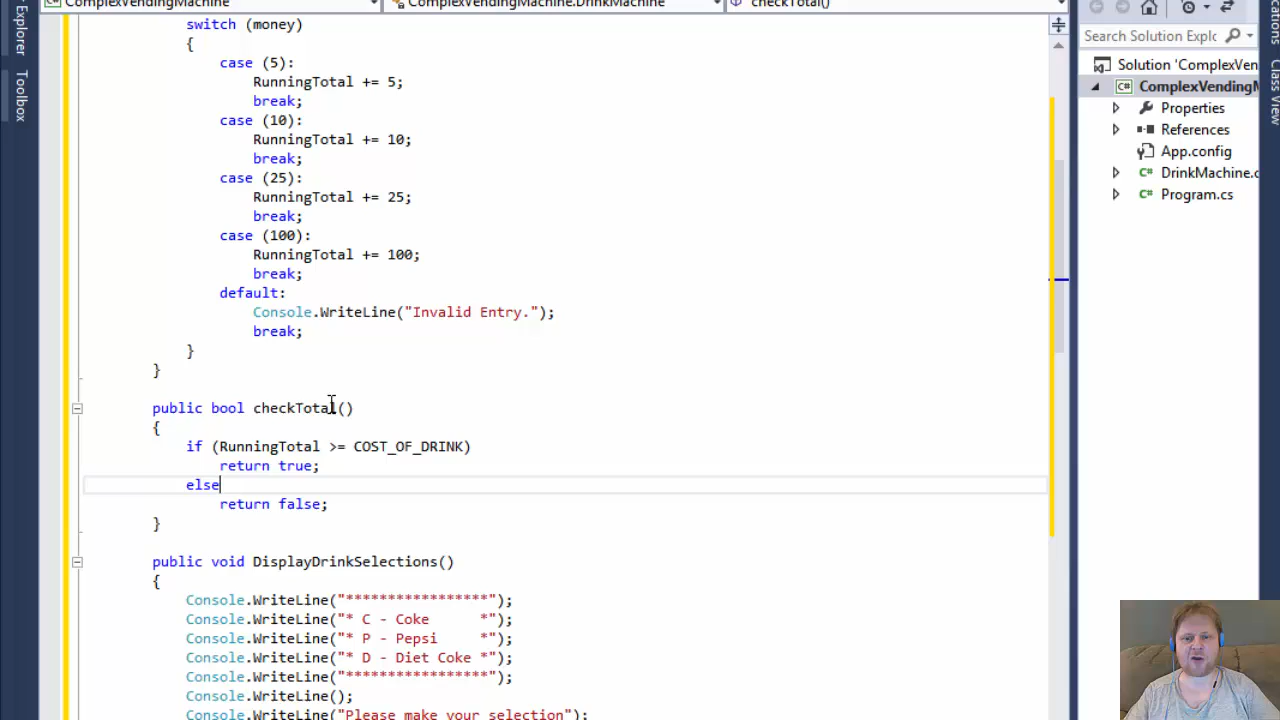 ComplexVendingMachine
ComplexVendingMachine.DrinkMachine
checkTotal()
switch (money)
{
case (5):
RunningTotal += 5;
break;
case (10):
RunningTotal += 10;
break;
case (25):
RunningTotal += 25;
break;
case (100):
RunningTotal += 100;
break;
default:
Console.WriteLine("Invalid Entry.");
break;
}
}
public bool checkTotal()
{
if (RunningTotal >= COST_OF_DRINK)
return true;
else
return false;
}
public void DisplayDrinkSelections()
{
Console.WriteLine("*****************");
Console.WriteLine("* C - Coke      *");
Console.WriteLine("* P - Pepsi     *");
Console.WriteLine("* D - Diet Coke *");
Console.WriteLine("*****************");
Console.WriteLine();
Console.WriteLine("Please make your selection");
Explorer
Toolbox
Search Solution Explo
Solution 'ComplexVen
ComplexVendingM
Properties
References
App.config
DrinkMachine.c
Program.cs
Class View